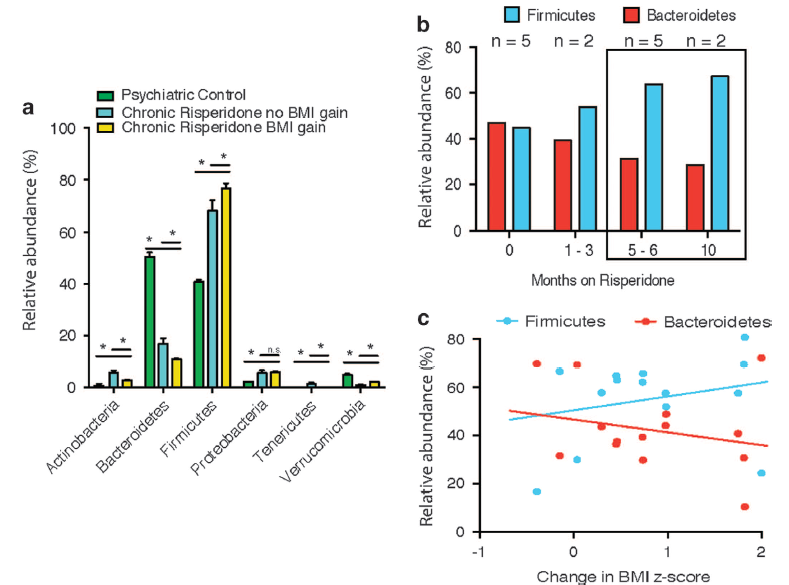 a
Psychiatric Control
Chronic Risperidone no BMI gain
Chronic Risperidone BMI gain
Relative abundance (%)
100
80
60
40
20
0
* *
* *
* *
* n.s.
* *
* *
Actinobacteria
Bacteroidetes
Firmicutes
Proteobacteria
Tenericutes
Verrucomicrobia
b
Firmicutes Bacteroidetes
n = 5 n = 2 n = 5 n = 2
Relative abundance (%)
80
60
40
20
0
0 1 - 3 5 - 6 10
Months on Risperidone
c
Firmicutes Bacteroidetes
Relative abundance (%)
80
60
40
20
0
-1 0 1 2
Change in BMI z-score